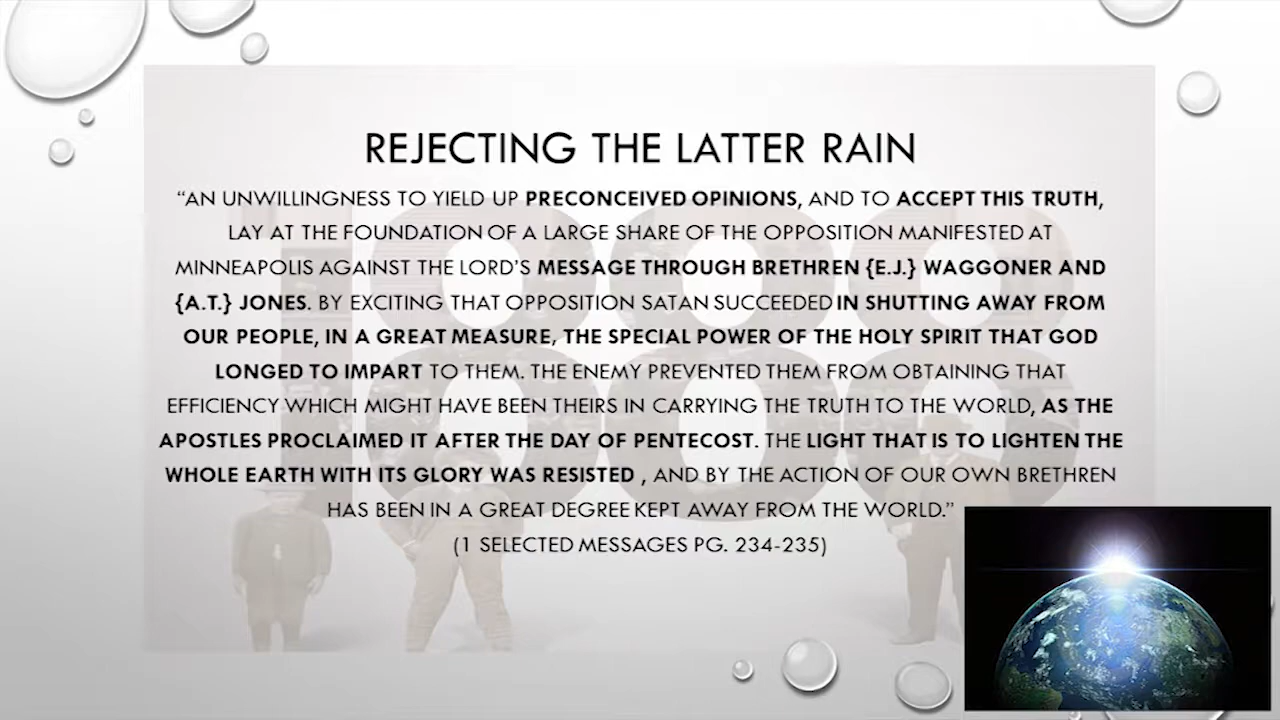 REJECTING THE LATTER RAIN
“AN UNWILLINGNESS TO YIELD UP PRECONCEIVED OPINIONS, AND TO ACCEPT THIS TRUTH,
LAY AT THE FOUNDATION OF A LARGE SHARE OF THE OPPOSITION MANIFESTED AT
MINNEAPOLIS AGAINST THE LORD’S MESSAGE THROUGH BRETHREN {E.J.} WAGGONER AND
{A.T.} JONES. BY EXCITING THAT OPPOSITION SATAN SUCCEEDED IN SHUTTING AWAY FROM
OUR PEOPLE, IN A GREAT MEASURE, THE SPECIAL POWER OF THE HOLY SPIRIT THAT GOD
LONGED TO IMPART TO THEM. THE ENEMY PREVENTED THEM FROM OBTAINING THAT
EFFICIENCY WHICH MIGHT HAVE BEEN THEIRS IN CARRYING THE TRUTH TO THE WORLD, AS THE
APOSTLES PROCLAIMED IT AFTER THE DAY OF PENTECOST. THE LIGHT THAT IS TO LIGHTEN THE
WHOLE EARTH WITH ITS GLORY WAS RESISTED , AND BY THE ACTION OF OUR OWN BRETHREN
HAS BEEN IN A GREAT DEGREE KEPT AWAY FROM THE WORLD.”
(1 SELECTED MESSAGES PG. 234-235)
1888